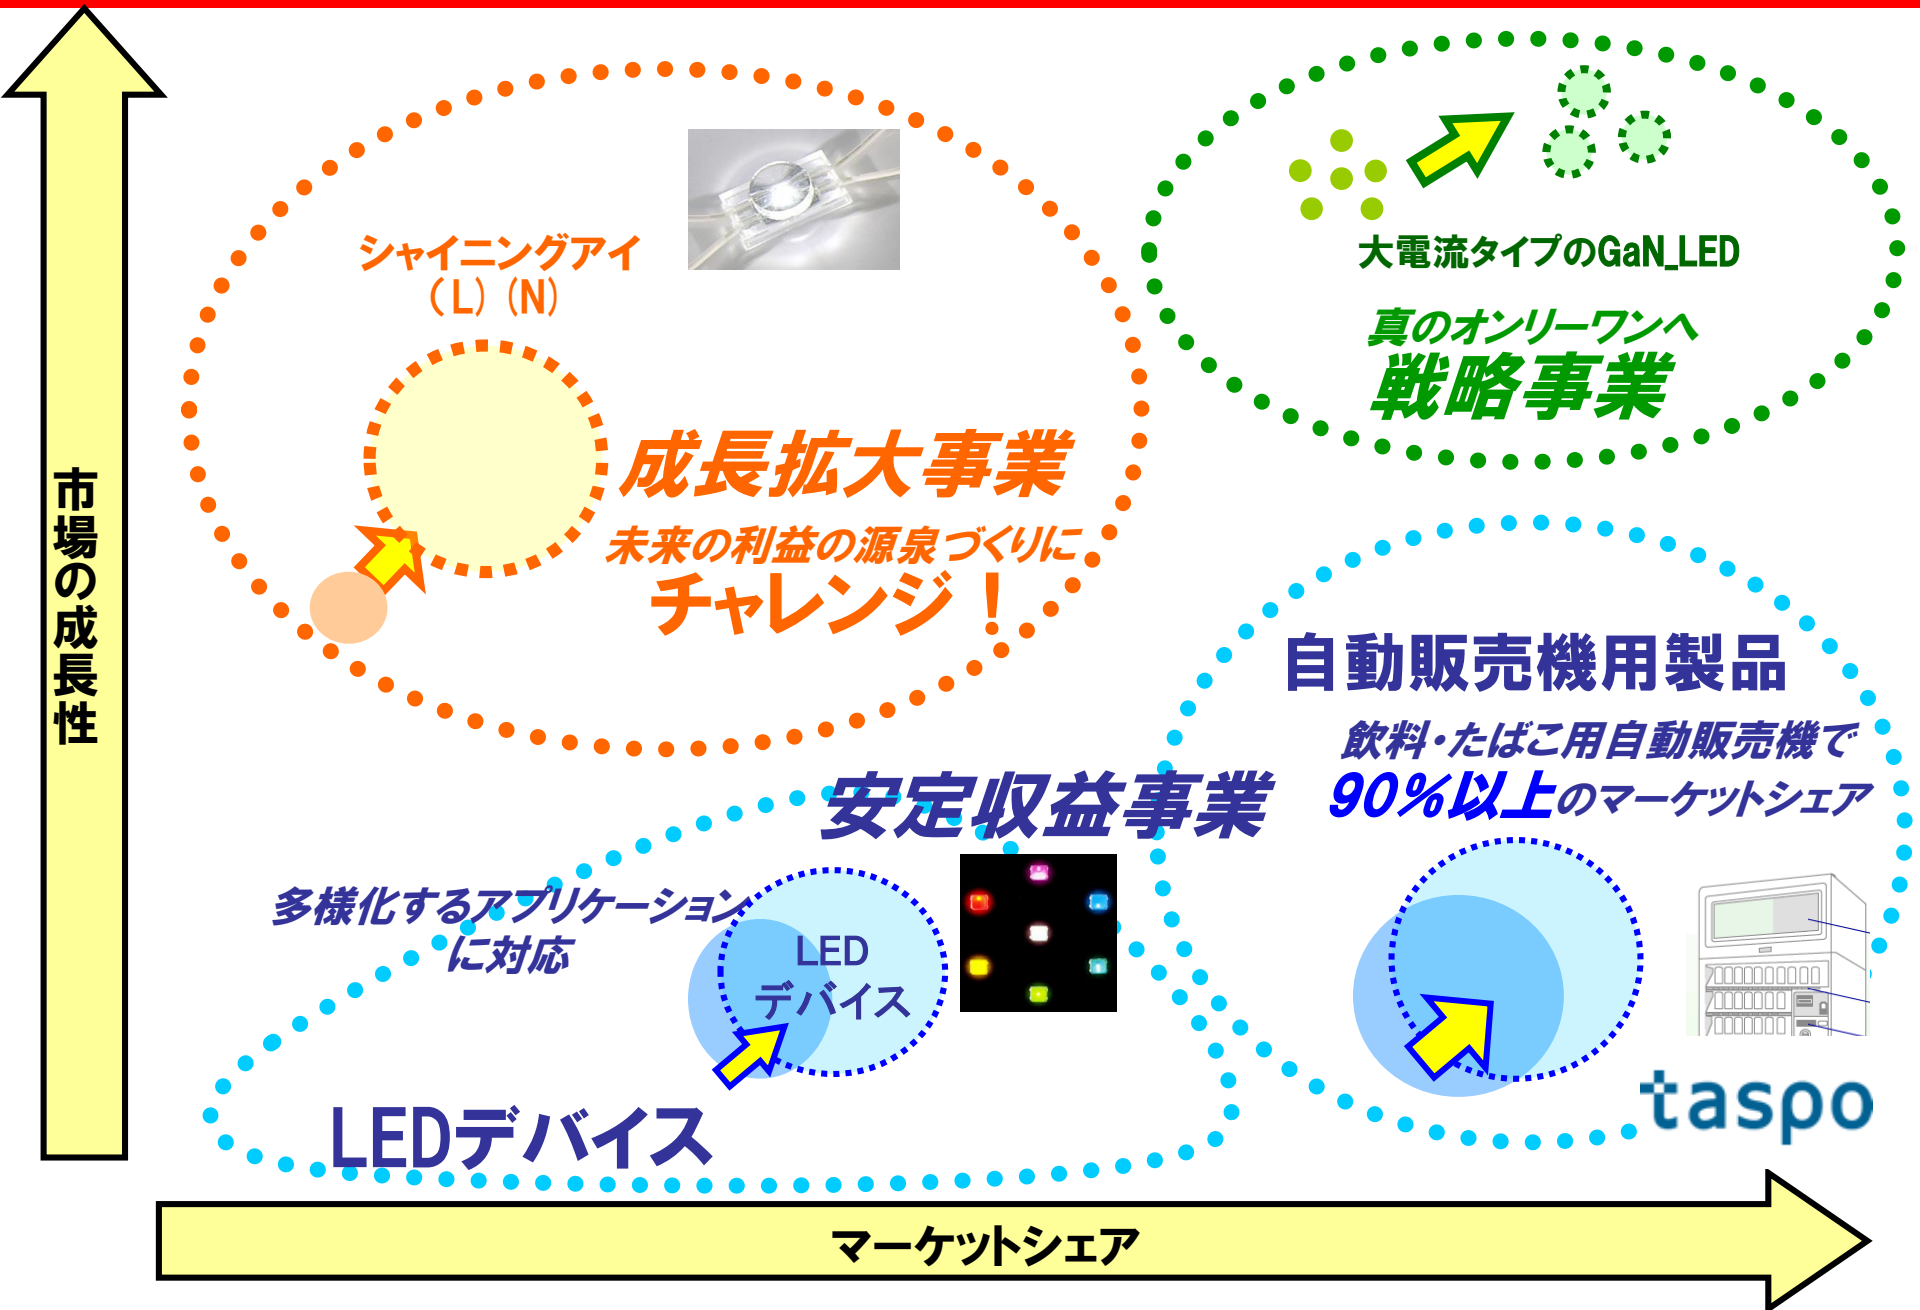 市場の成長性
シャイニングアイ
（L）(N)
成長拡大事業
未来の利益の源泉づくりに
チャレンジ！
大電流タイプのGaN_LED
真のオンリーワンへ
戦略事業
自動販売機用製品
飲料・たばこ用自動販売機で
90％以上のマーケットシェア
安定収益事業
多様化するアプリケーション
に対応
LED
デバイス
LEDデバイス
taspo
マーケットシェア